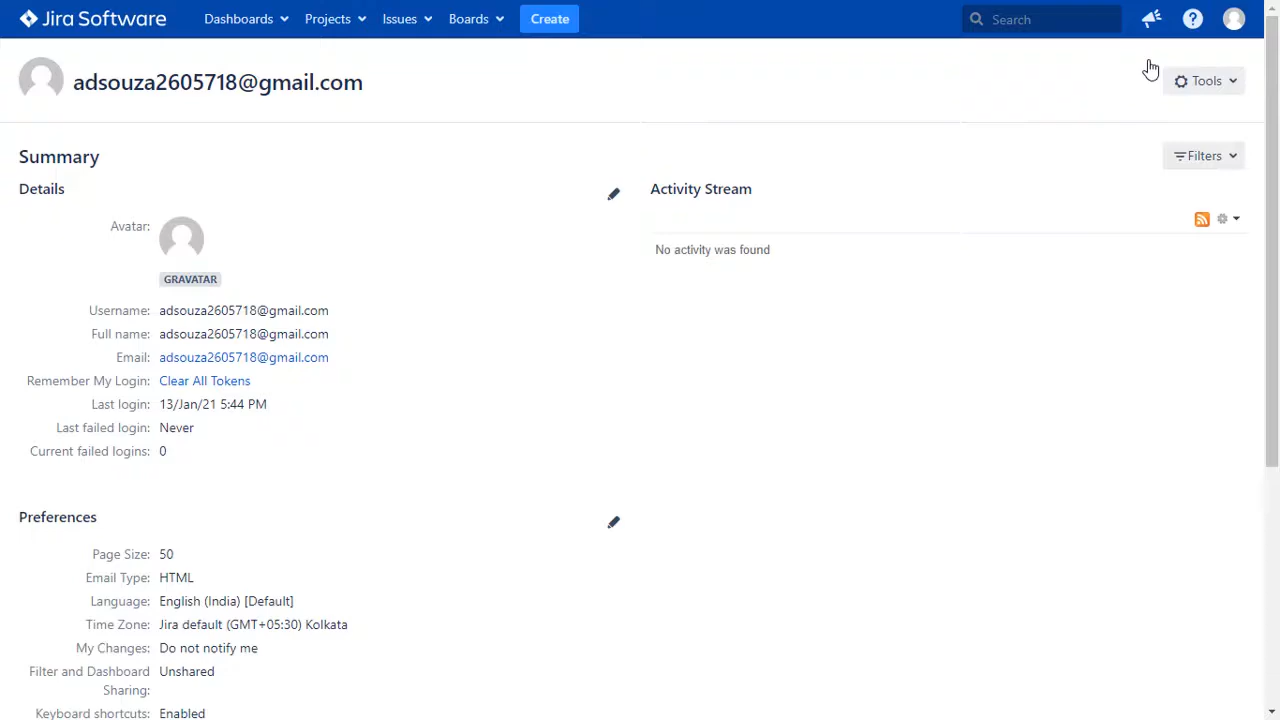 Jira Software Dashboards Projects Issues Boards Create Search
adsouza2605718@gmail.com
Tools
Summary
Filters
Details
Activity Stream
Avatar:
GRAVATAR
No activity was found
Username: adsouza2605718@gmail.com
Full name: adsouza2605718@gmail.com
Email: adsouza2605718@gmail.com
Remember My Login: Clear All Tokens
Last login: 13/Jan/21 5:44 PM
Last failed login: Never
Current failed logins: 0
Preferences
Page Size: 50
Email Type: HTML
Language: English (India) [Default]
Time Zone: Jira default (GMT+05:30) Kolkata
My Changes: Do not notify me
Filter and Dashboard Unshared
Sharing:
Keyboard shortcuts: Enabled